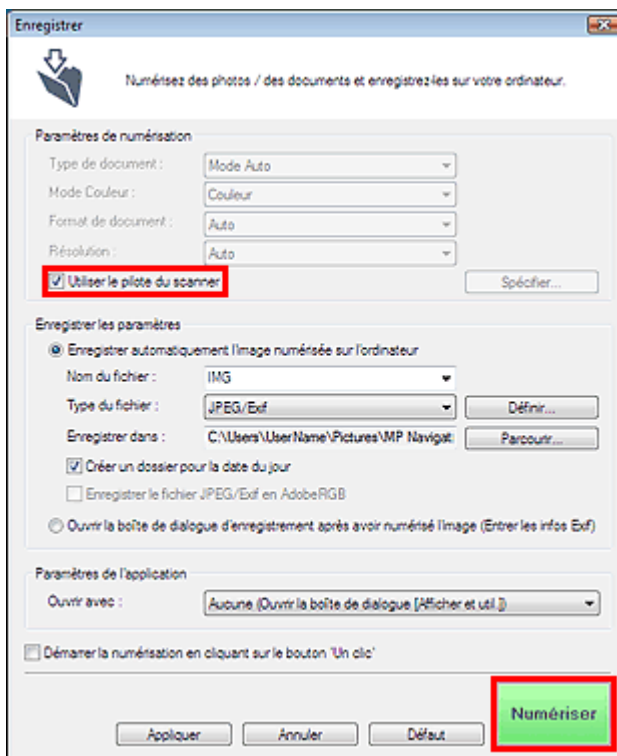 Enregistrer
Numérisez des photos / des documents et enregistrez-les sur votre ordinateur.
Paramètres de numérisation
Type de document : Mode Auto
Mode Couleur : Couleur
Format de document : Auto
Résolution : Auto
Utiliser le pilote du scanner Spécifier...
Enregistrer les paramètres
Enregistrer automatiquement l'image numérisée sur l'ordinateur
Nom du fichier : IMG
Type du fichier : JPEG/Exif Définir...
Enregistrer dans : C:\Users\UserName\Pictures\MP Navigat Parcourir...
Créer un dossier pour la date du jour
Enregistrer le fichier JPEG/Exif en AdobeRGB
Ouvrir la boîte de dialogue d'enregistrement après avoir numérisé l'image (Entrer les infos Exif)
Paramètres de l'application
Ouvrir avec : Aucune (Ouvrir la boîte de dialogue [Afficher et util.])
Démarrer la numérisation en cliquant sur le bouton 'Un clic'
Numériser
Appliquer Annuler Défaut